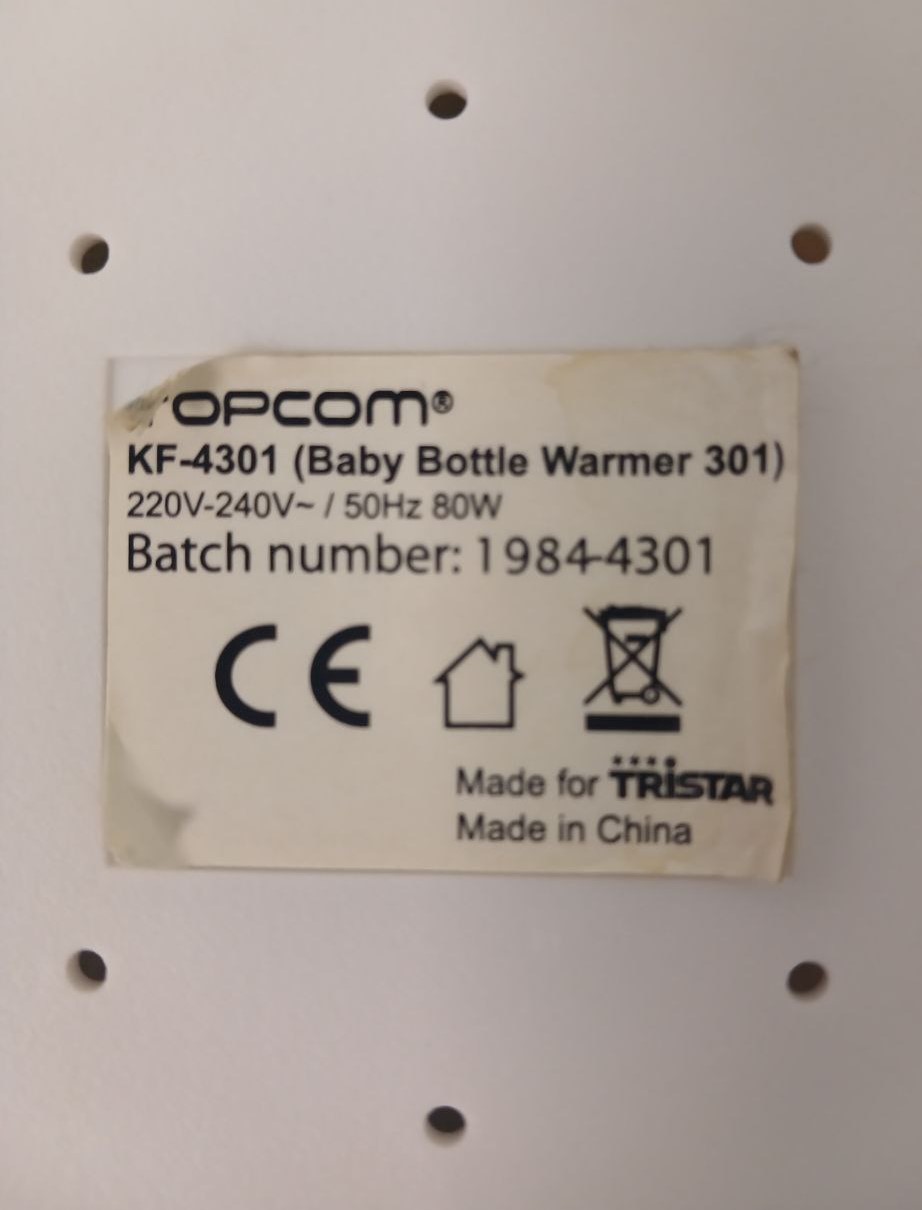 TOPCOM®
KF-4301 (Baby Bottle Warmer 301)
220V-240V~ / 50Hz 80W
Batch number: 1984-4301
CE
Made for TRISTAR
Made in China